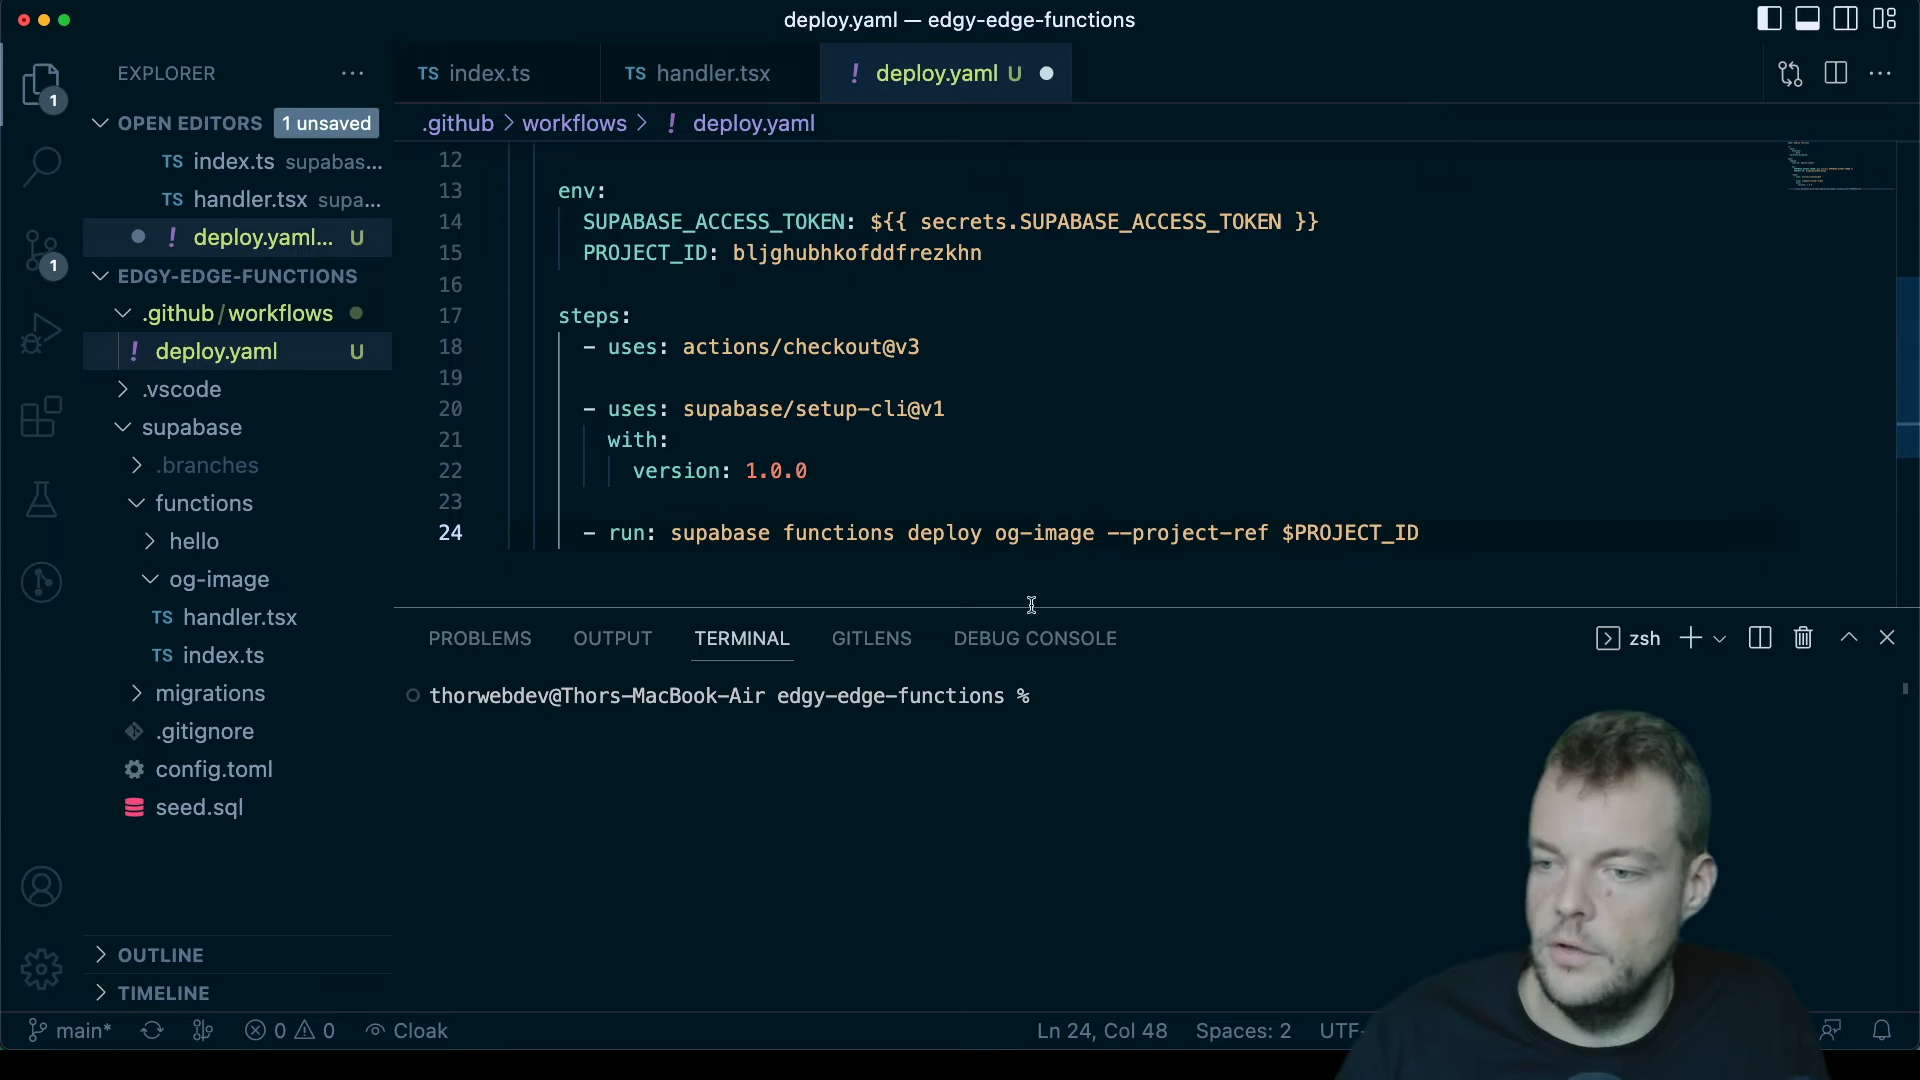 deploy.yaml — edgy-edge-functions
EXPLORER
1
OPEN EDITORS
1 unsaved
TS index.ts supabas...
TS handler.tsx supa...
! deploy.yaml... U
1
EDGY-EDGE-FUNCTIONS
.github/workflows
! deploy.yaml U
.vscode
supabase
.branches
functions
hello
og-image
TS handler.tsx
TS index.ts
migrations
.gitignore
config.toml
seed.sql
OUTLINE
TIMELINE
TS index.ts
TS handler.tsx
! deploy.yaml U
.github > workflows > ! deploy.yaml
12
13 env:
14 SUPABASE_ACCESS_TOKEN: ${{ secrets.SUPABASE_ACCESS_TOKEN }}
15 PROJECT_ID: bljghubhkofddfrezkhn
16
17 steps:
18 - uses: actions/checkout@v3
19
20 - uses: supabase/setup-cli@v1
21 with:
22 version: 1.0.0
23
24 - run: supabase functions deploy og-image --project-ref $PROJECT_ID
PROBLEMS OUTPUT TERMINAL GITLENS DEBUG CONSOLE
zsh
thorwebdev@Thors-MacBook-Air edgy-edge-functions %
main* 0 0 Cloak
Ln 24, Col 48 Spaces: 2 UTF-